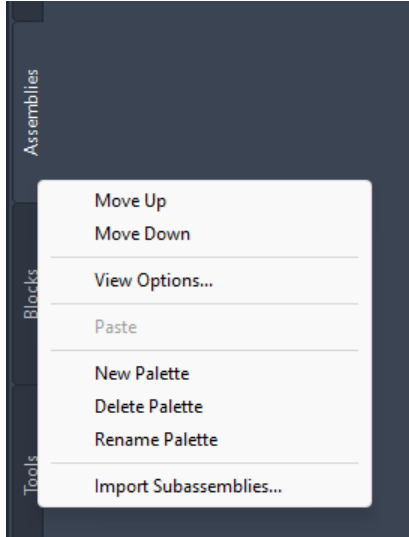 Assemblies
Move Up
Move Down
View Options...
Blocks
Paste
New Palette
Delete Palette
Rename Palette
Tools
Import Subassemblies...